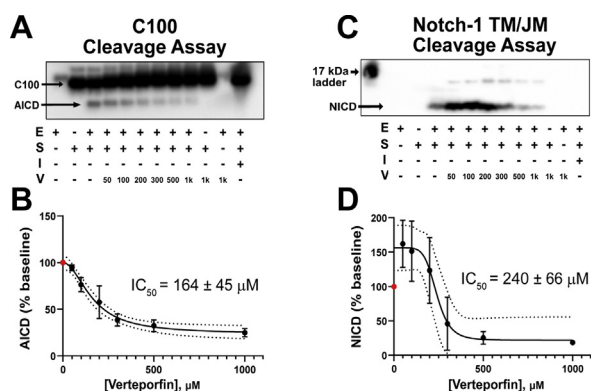 A
C100
Cleavage Assay
C100
AICD
E + - + + + + + + + - + +
S - + + + + + + + + + - +
I - - - - - - - - - - - +
V - - - 50 100 200 300 500 1k 1k 1k -
B
AICD (% baseline)
150
100
50
0
IC50 = 164 ± 45 μM
0 500 1000
[Verteporfin], μM
C
Notch-1 TM/JM
Cleavage Assay
17 kDa
ladder
NICD
E + - + + + + + + + - + +
S - + + + + + + + + + - +
I - - - - - - - - - - - +
V - - - 50 100 200 300 500 1k 1k 1k -
D
NICD (% baseline)
200
150
100
50
0
IC50 = 240 ± 66 μM
0 500 1000
[Verteporfin], μM